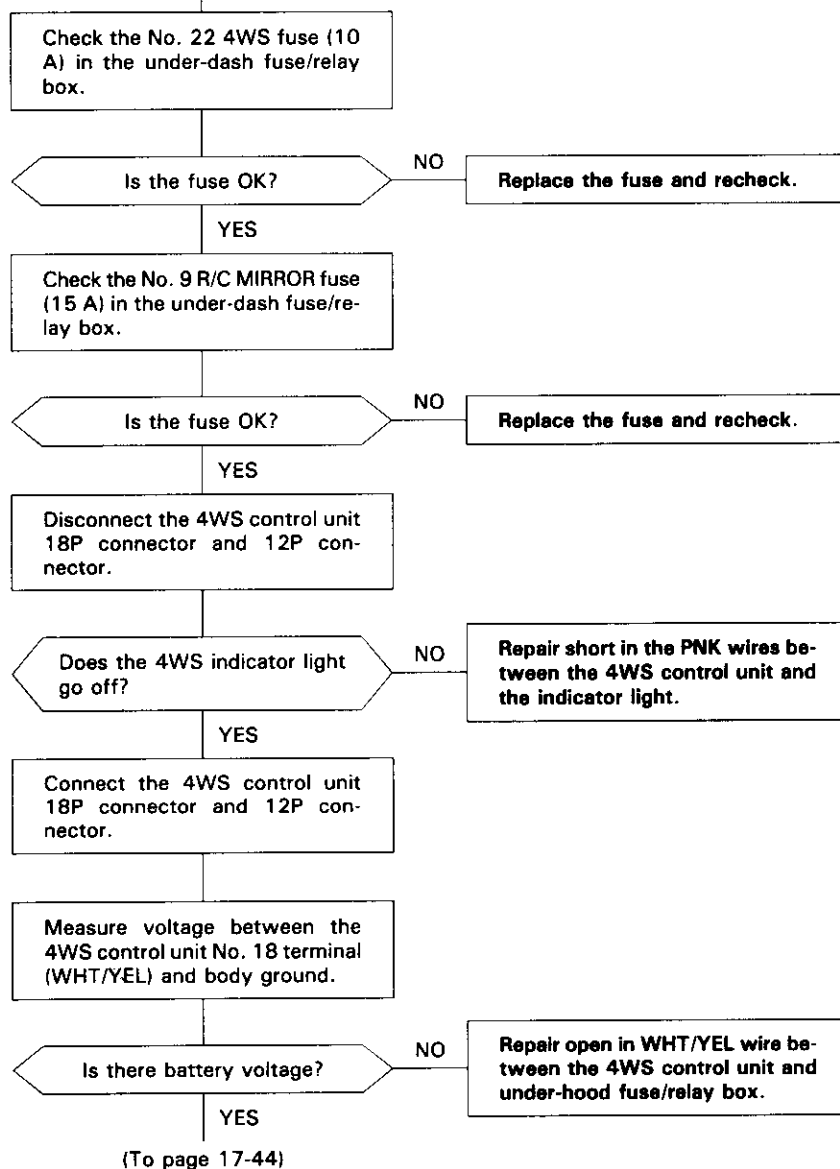 Check the No. 22 4WS fuse (10
A) in the under-dash fuse/relay
box.
Is the fuse OK?
NO
Replace the fuse and recheck.
YES
Check the No. 9 R/C MIRROR fuse
(15 A) in the under-dash fuse/re-
lay box.
Is the fuse OK?
NO
Replace the fuse and recheck.
YES
Disconnect the 4WS control unit
18P connector and 12P con-
nector.
Does the 4WS indicator light
go off?
NO
Repair short in the PNK wires be-
tween the 4WS control unit and
the indicator light.
YES
Connect the 4WS control unit
18P connector and 12P con-
nector.
Measure voltage between the
4WS control unit No. 18 terminal
(WHT/YEL) and body ground.
Is there battery voltage?
NO
Repair open in WHT/YEL wire be-
tween the 4WS control unit and
under-hood fuse/relay box.
YES
(To page 17-44)